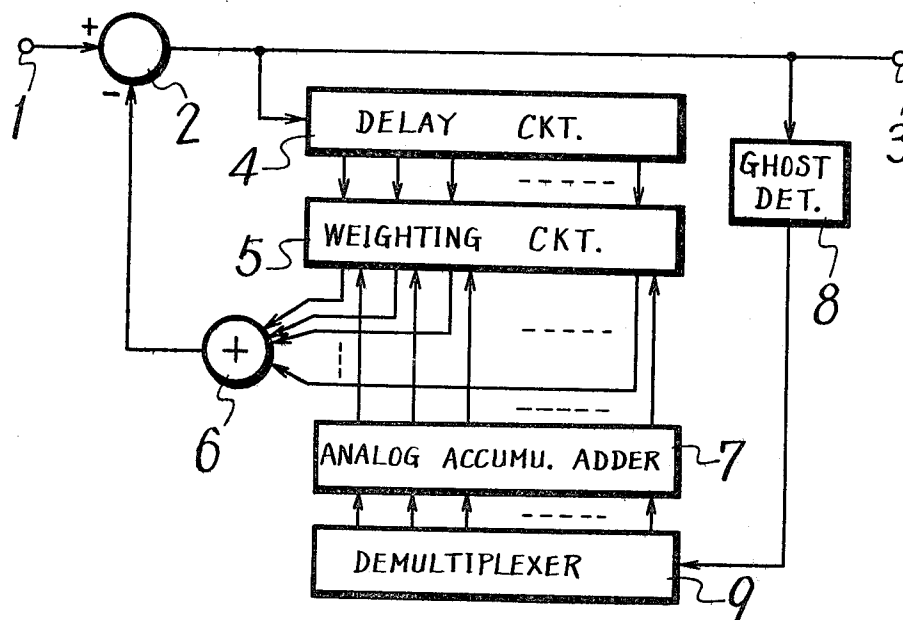 +
-
1
2
3
DELAY CKT.
4
GHOST
DET.
8
WEIGHTING CKT.
5
+
6
ANALOG ACCUMU. ADDER
7
DEMULTIPLEXER
9